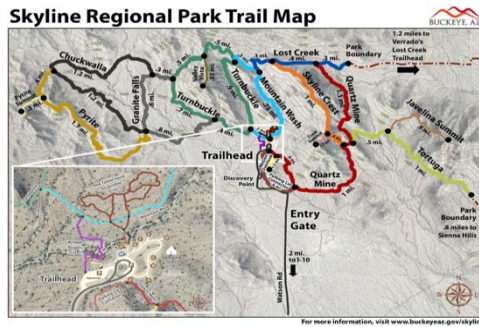 Skyline Regional Park Trail Map
BUCKEYE, AZ
1.2 miles to
Verrado's
Lost Creek
Trailhead
Park
Boundary
Lost Creek
Chuckwalla
Turnbuckle
Granite Falls
Mountain Wash
Skyline Crest
Quartz
Mine
Pyrite
Turnbuckle
Javelina Summit
Tortuga
Trailhead
Discovery
Point
Quartz
Mine
Entry
Gate
Park
Boundary
.8 miles to
Sienna Hills
2 mi.
to I-10
Watson Rd
Trailhead
For more information, visit www.buckeyeaz.gov/skyli